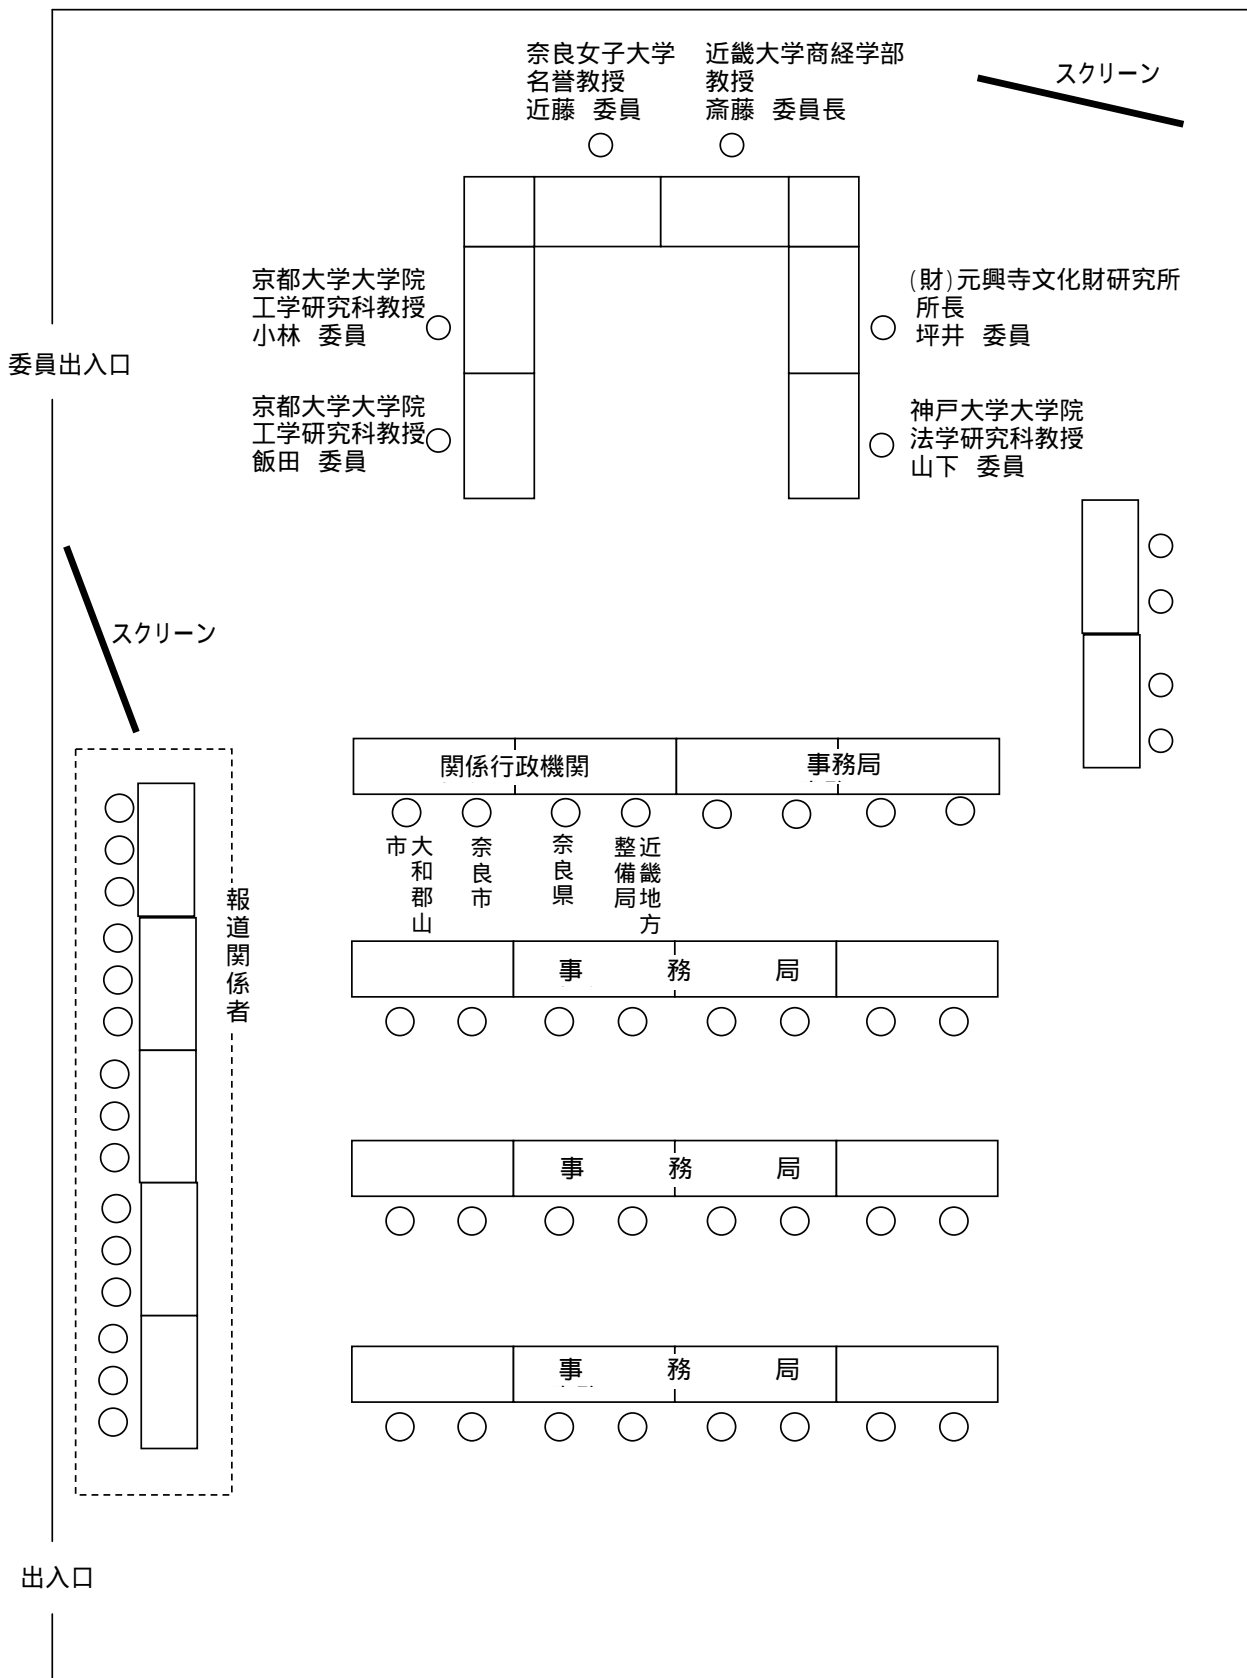 奈良女子大学
名誉教授
近藤 委員
近畿大学商経学部
教授
斎藤 委員長
スクリーン
京都大学大学院
工学研究科教授
小林 委員
(財)元興寺文化財研究所
所長
坪井 委員
委員出入口
京都大学大学院
工学研究科教授
飯田 委員
神戸大学大学院
法学研究科教授
山下 委員
スクリーン
関係行政機関
事務局
大和郡山
市
奈良市
奈良県
近畿地方
整備局
報道関係者
事務局
事務局
事務局
出入口